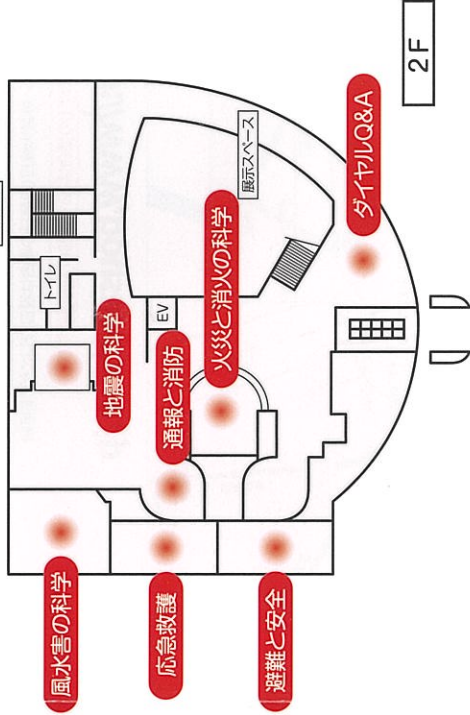 2F
ダイヤルQ&A
展示スペース
火災と消火の科学
トイレ
EV
地震の科学
通報と消防
風水害の科学
応急救護
避難と安全